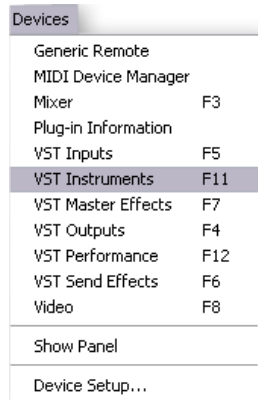 Devices
Generic Remote
MIDI Device Manager
Mixer F3
Plug-in Information
VST Inputs F5
VST Instruments F11
VST Master Effects F7
VST Outputs F4
VST Performance F12
VST Send Effects F6
Video F8
Show Panel
Device Setup...